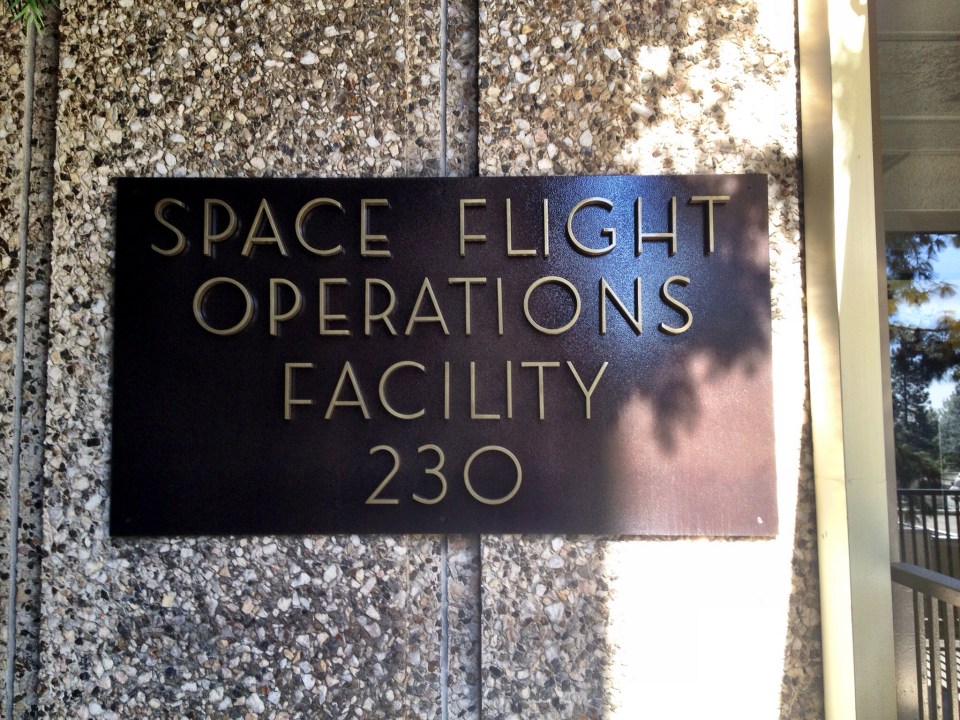 SPACE FLIGHT
OPERATIONS
FACILITY
230